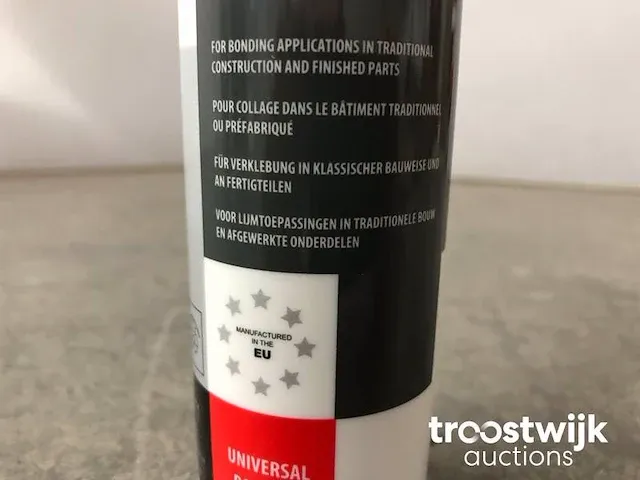 FOR BONDING APPLICATIONS IN TRADITIONAL
CONSTRUCTION AND FINISHED PARTS
POUR COLLAGE DANS LE BÂTIMENT TRADITIONNEL
OU PRÉFABRIQUÉ
FÜR VERKLEBUNG IN KLASSISCHER BAUWEISE UND
AN FERTIGTEILEN
VOOR LIJMTOEPASSINGEN IN TRADITIONELE BOUW
EN AFGEWERKTE ONDERDELEN
MANUFACTURED
IN THE
EU
UNIVERSAL
troostwijk
auctions